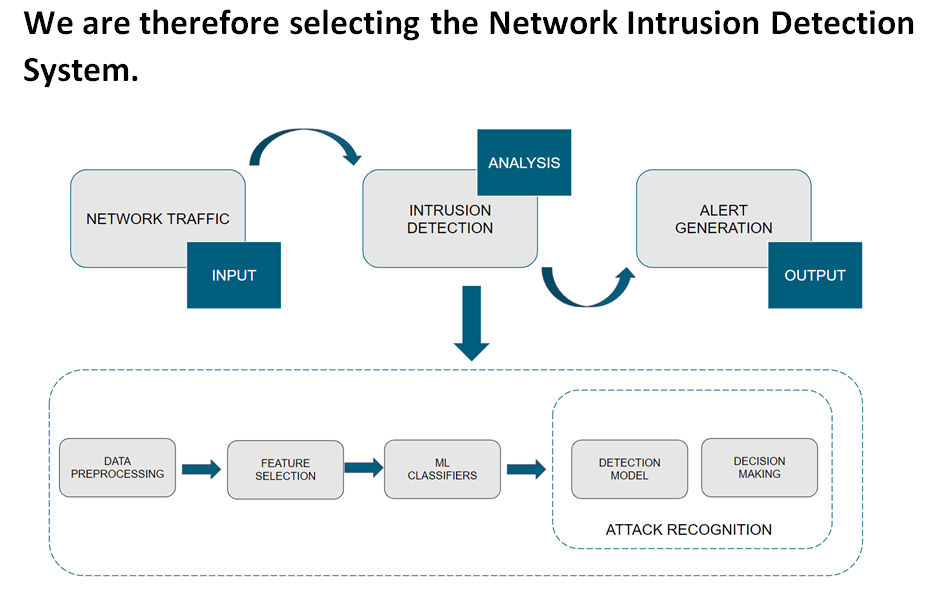 We are therefore selecting the Network Intrusion Detection
System.
ANALYSIS
NETWORK TRAFFIC
INTRUSION
DETECTION
ALERT
GENERATION
INPUT
OUTPUT
DATA
PREPROCESSING
FEATURE
SELECTION
ML
CLASSIFIERS
DETECTION
MODEL
DECISION
MAKING
ATTACK RECOGNITION